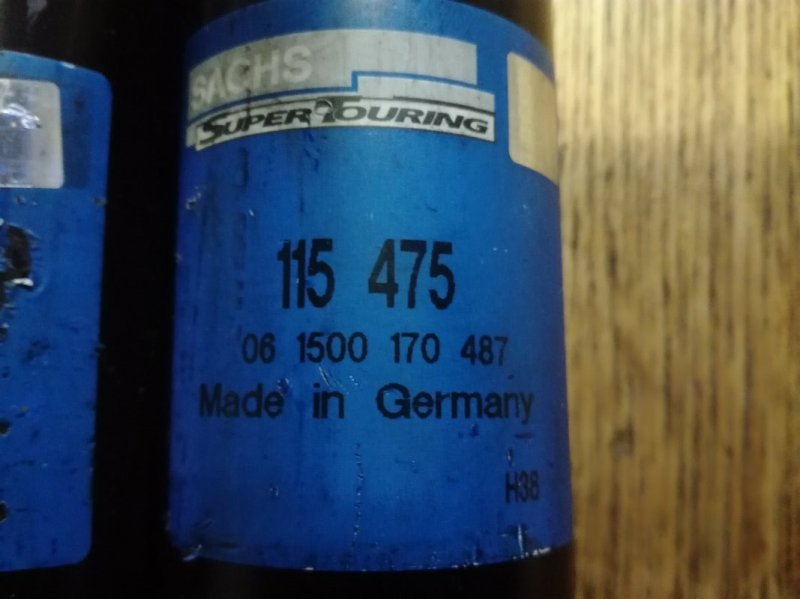 SACHS
SUPER TOURING
115 475
06 1500 170 487
Made in Germany
H38